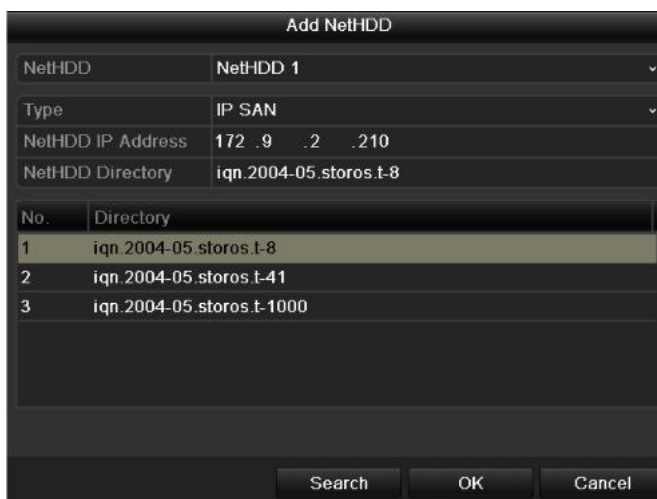 Add NetHDD
NetHDD NetHDD 1
Type IP SAN
NetHDD IP Address 172 .9 .2 .210
NetHDD Directory iqn.2004-05.storos.t-8
No. Directory
1 iqn.2004-05.storos.t-8
2 iqn.2004-05.storos.t-41
3 iqn.2004-05.storos.t-1000
Search OK Cancel